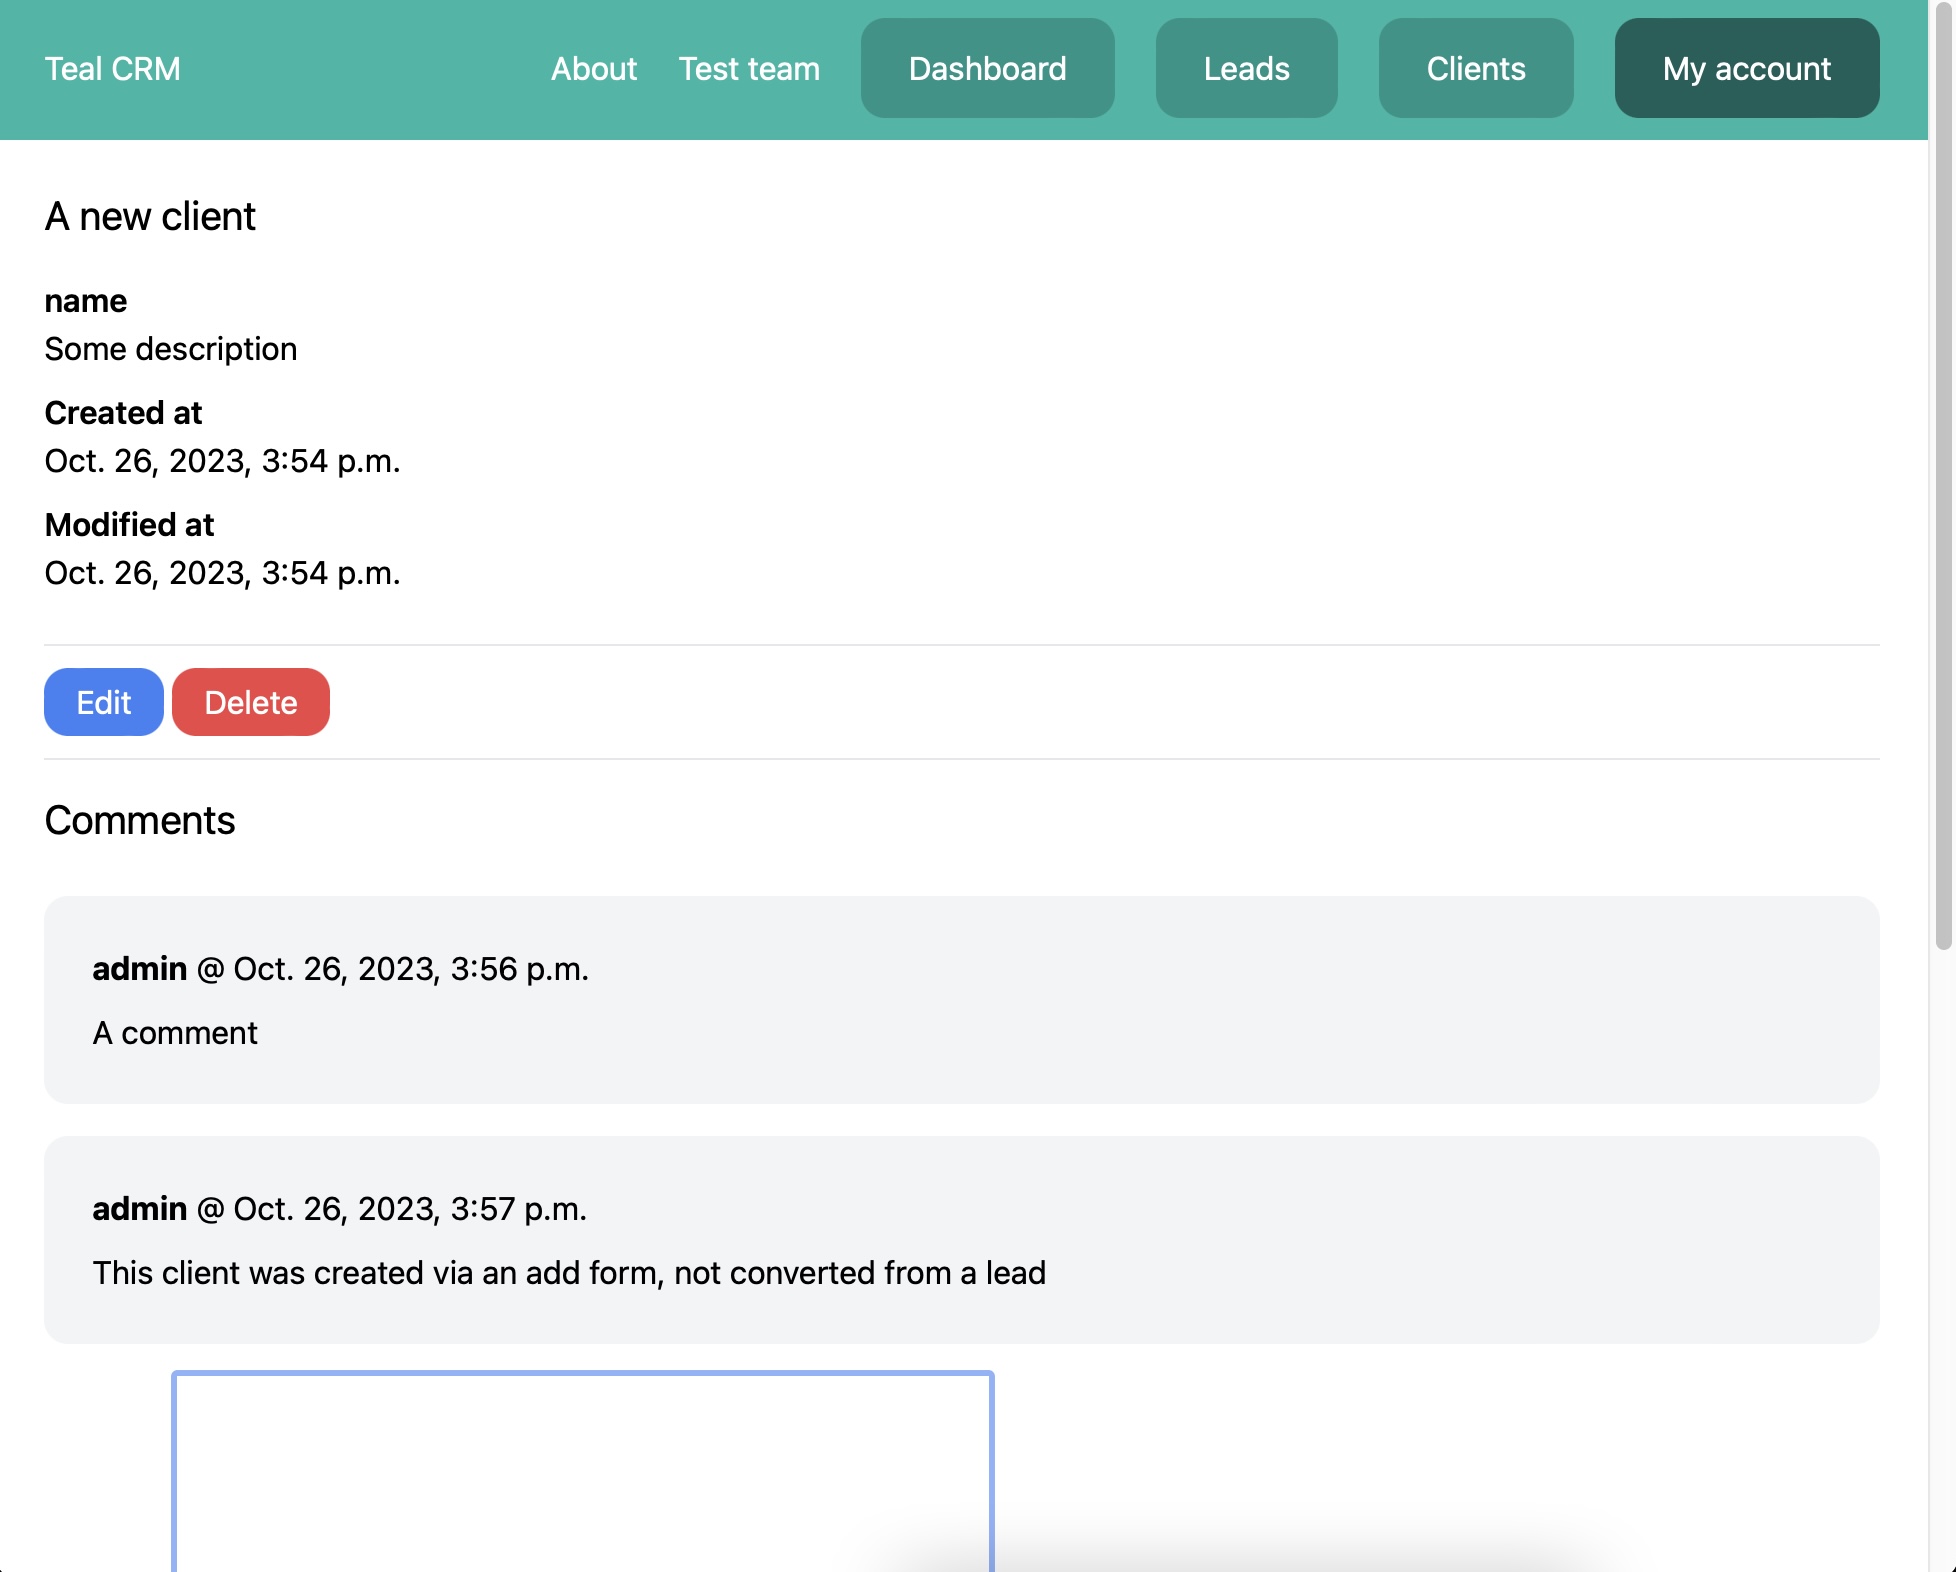 Teal CRM About Test team Dashboard Leads Clients My account
A new client
name
Some description
Created at
Oct. 26, 2023, 3:54 p.m.
Modified at
Oct. 26, 2023, 3:54 p.m.
Edit Delete
Comments
admin @ Oct. 26, 2023, 3:56 p.m.
A comment
admin @ Oct. 26, 2023, 3:57 p.m.
This client was created via an add form, not converted from a lead